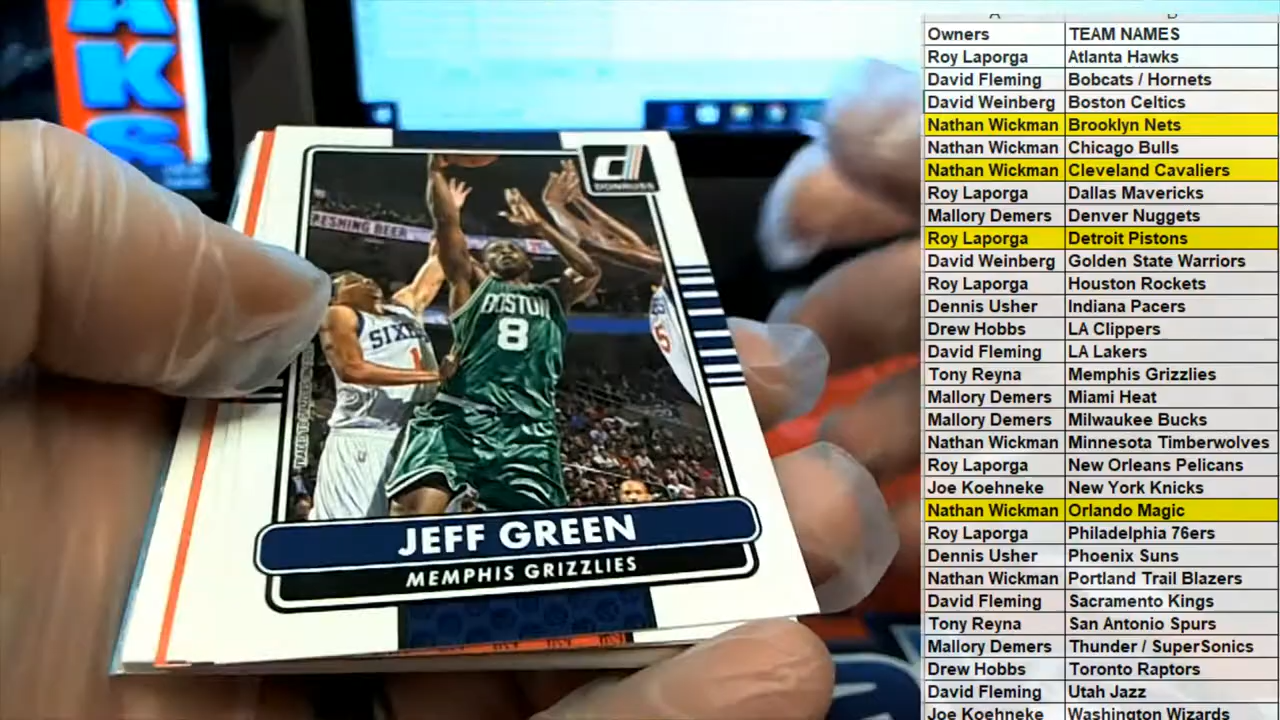 AKS
RESHING BEER
DONRUSS
BOSTON
8
SIXE
1
5
JEFF GREEN
MEMPHIS GRIZZLIES
Owners TEAM NAMES
Roy Laporga Atlanta Hawks
David Fleming Bobcats / Hornets
David Weinberg Boston Celtics
Nathan Wickman Brooklyn Nets
Nathan Wickman Chicago Bulls
Nathan Wickman Cleveland Cavaliers
Roy Laporga Dallas Mavericks
Mallory Demers Denver Nuggets
Roy Laporga Detroit Pistons
David Weinberg Golden State Warriors
Roy Laporga Houston Rockets
Dennis Usher Indiana Pacers
Drew Hobbs LA Clippers
David Fleming LA Lakers
Tony Reyna Memphis Grizzlies
Mallory Demers Miami Heat
Mallory Demers Milwaukee Bucks
Nathan Wickman Minnesota Timberwolves
Roy Laporga New Orleans Pelicans
Joe Koehneke New York Knicks
Nathan Wickman Orlando Magic
Roy Laporga Philadelphia 76ers
Dennis Usher Phoenix Suns
Nathan Wickman Portland Trail Blazers
David Fleming Sacramento Kings
Tony Reyna San Antonio Spurs
Mallory Demers Thunder / SuperSonics
Drew Hobbs Toronto Raptors
David Fleming Utah Jazz
Joe Koehneke Washington Wizards